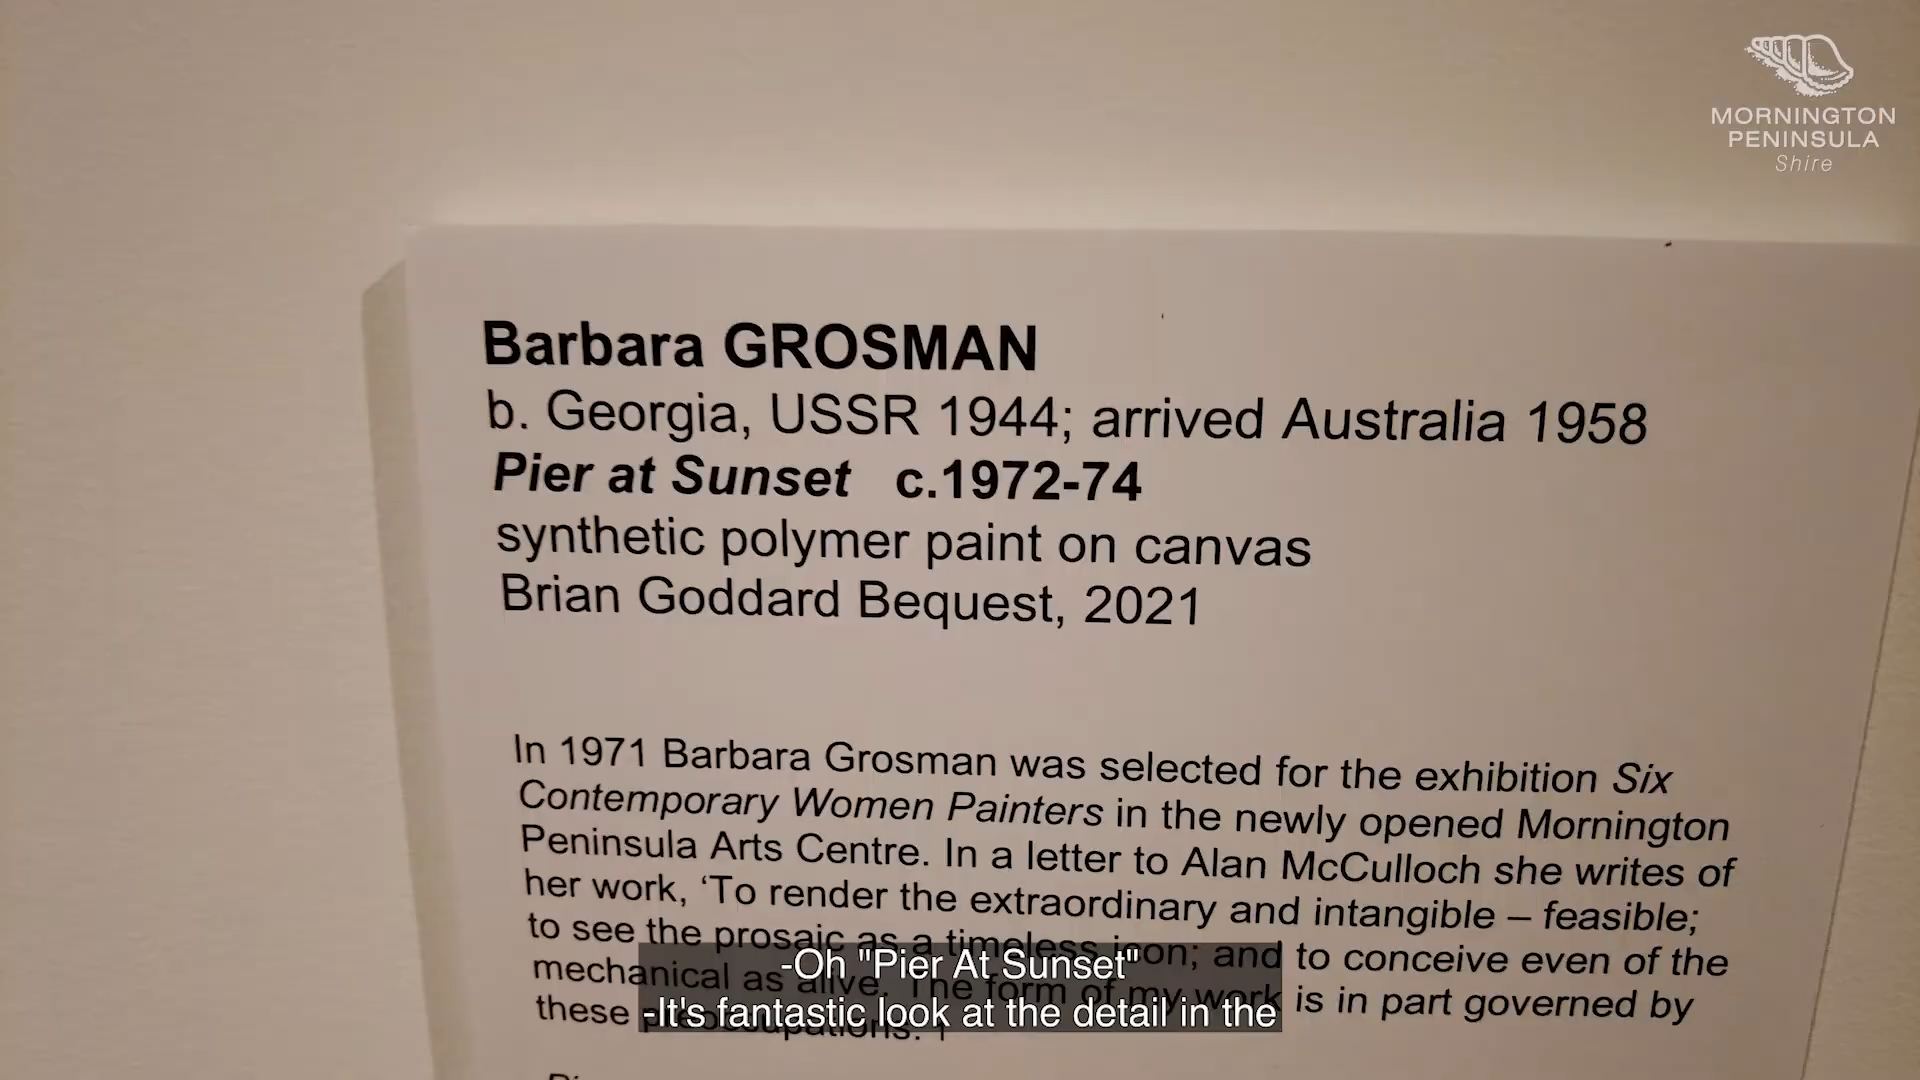 MORNINGTON
PENINSULA
Shire
Barbara GROSMAN
b. Georgia, USSR 1944; arrived Australia 1958
Pier at Sunset c.1972-74
synthetic polymer paint on canvas
Brian Goddard Bequest, 2021
In 1971 Barbara Grosman was selected for the exhibition Six
Contemporary Women Painters in the newly opened Mornington
Peninsula Arts Centre. In a letter to Alan McCulloch she writes of
her work, ‘To render the extraordinary and intangible – feasible;
to see the prosaic as a timeless icon; and to conceive even of the
mechanical as alive. The form of my work is in part governed by
these preoccupations.’ 1
-Oh "Pier At Sunset"
-It's fantastic look at the detail in the